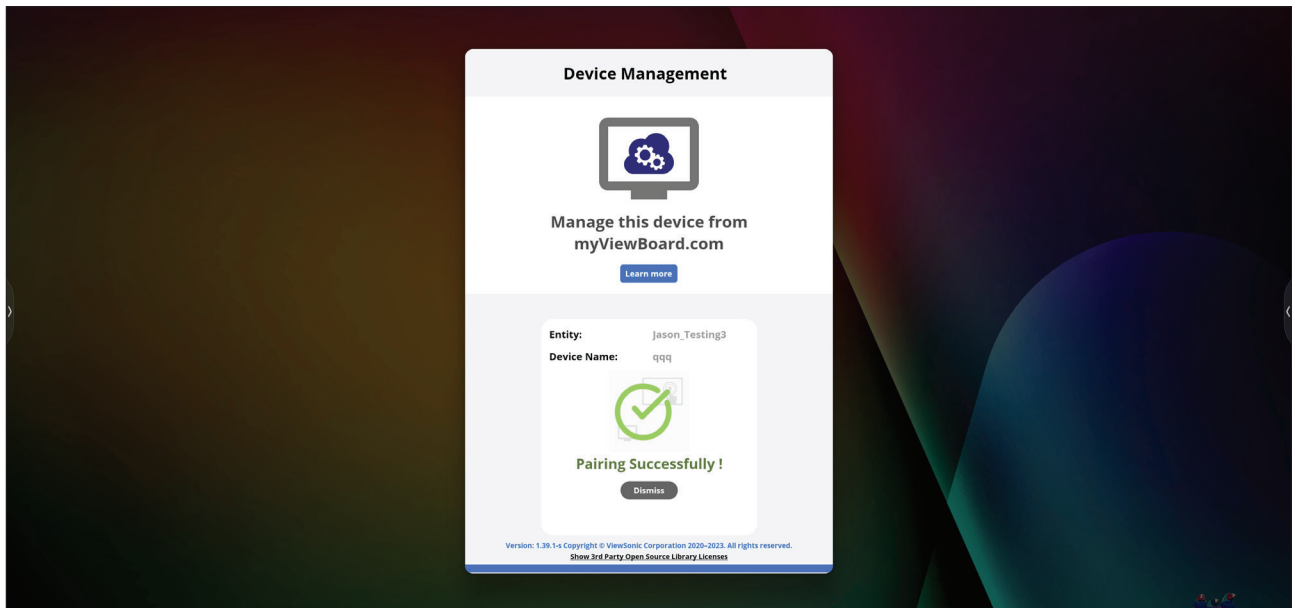 Device Management
Manage this device from
myViewBoard.com
Learn more
Entity: Jason_Testing3
Device Name: qqq
Pairing Successfully !
Dismiss
Version: 1.39.1-s Copyright © ViewSonic Corporation 2020–2023. All rights reserved.
Show 3rd Party Open Source Library Licenses